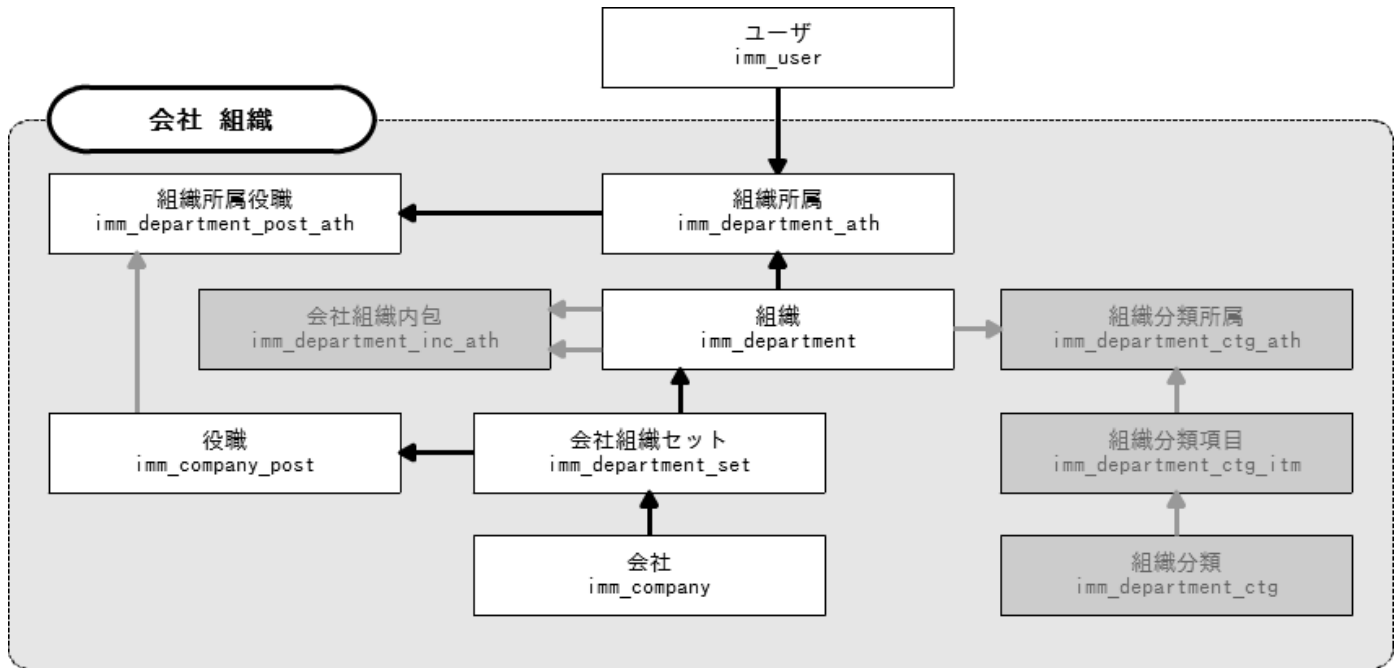 ユーザ
imm_user
会社 組織
組織所属役職
imm_department_post_ath
組織所属
imm_department_ath
会社組織内包
imm_department_inc_ath
組織
imm_department
組織分類所属
imm_department_ctg_ath
役職
imm_company_post
会社組織セット
imm_department_set
組織分類項目
imm_department_ctg_itm
会社
imm_company
組織分類
imm_department_ctg